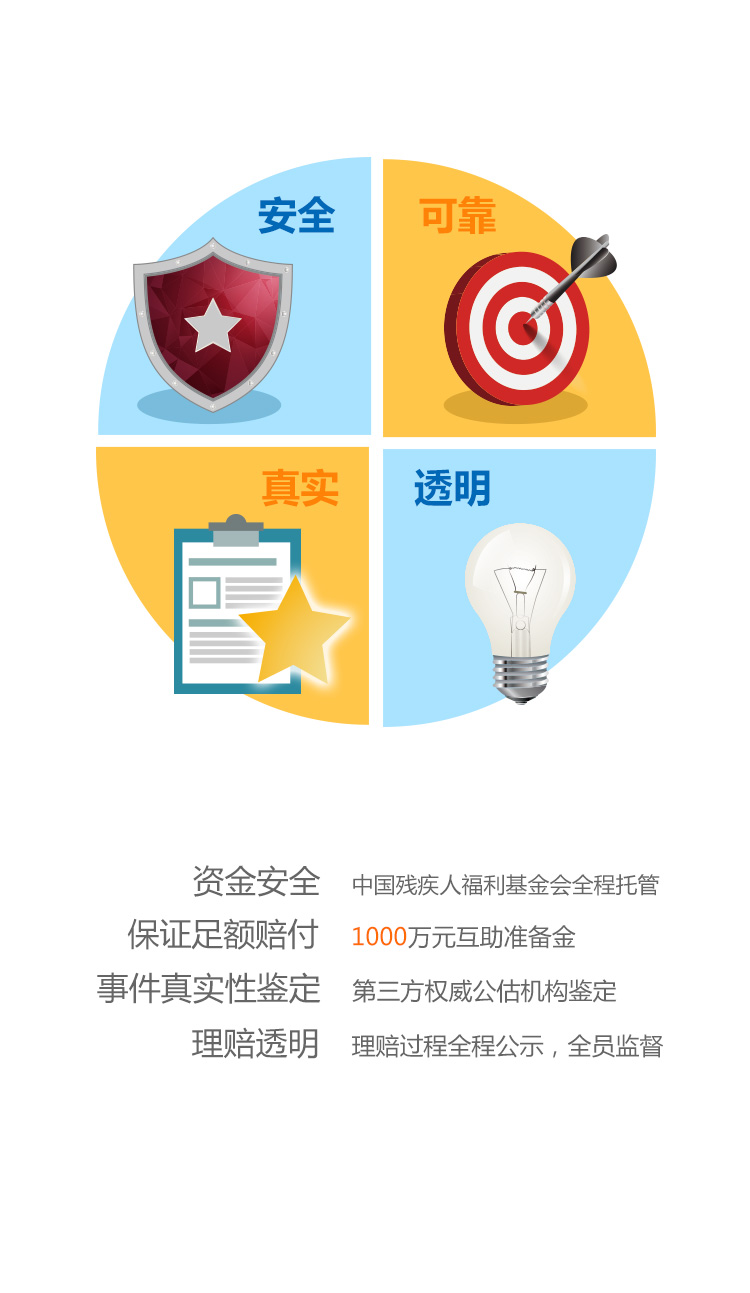 安全
可靠
真实
透明
资金安全 中国残疾人福利基金会全程托管
保证足额赔付 1000万元互助准备金
事件真实性鉴定 第三方权威公估机构鉴定
理赔透明 理赔过程全程公示，全员监督